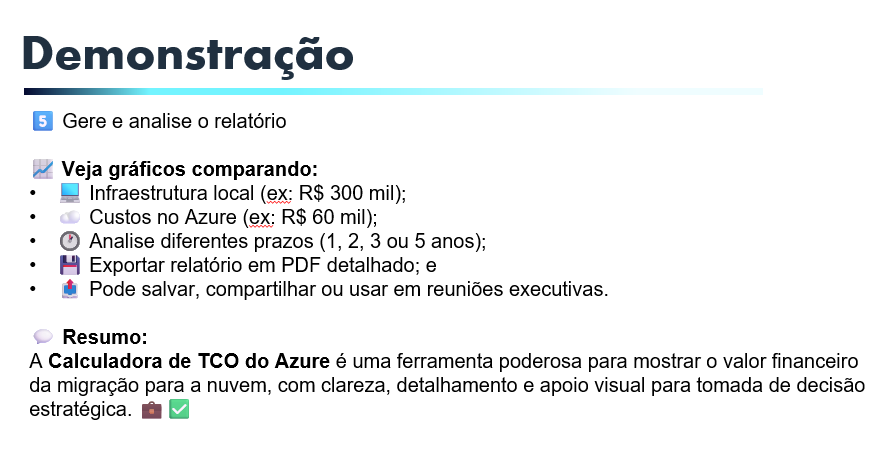 Demonstração
5️⃣ Gere e analise o relatório
📈 Veja gráficos comparando:
• 💻 Infraestrutura local (ex: R$ 300 mil);
• ☁️ Custos no Azure (ex: R$ 60 mil);
• 🕐 Analise diferentes prazos (1, 2, 3 ou 5 anos);
• 💾 Exportar relatório em PDF detalhado; e
• 📤 Pode salvar, compartilhar ou usar em reuniões executivas.
💬 Resumo:
A Calculadora de TCO do Azure é uma ferramenta poderosa para mostrar o valor financeiro
da migração para a nuvem, com clareza, detalhamento e apoio visual para tomada de decisão
estratégica. 💼 ✅